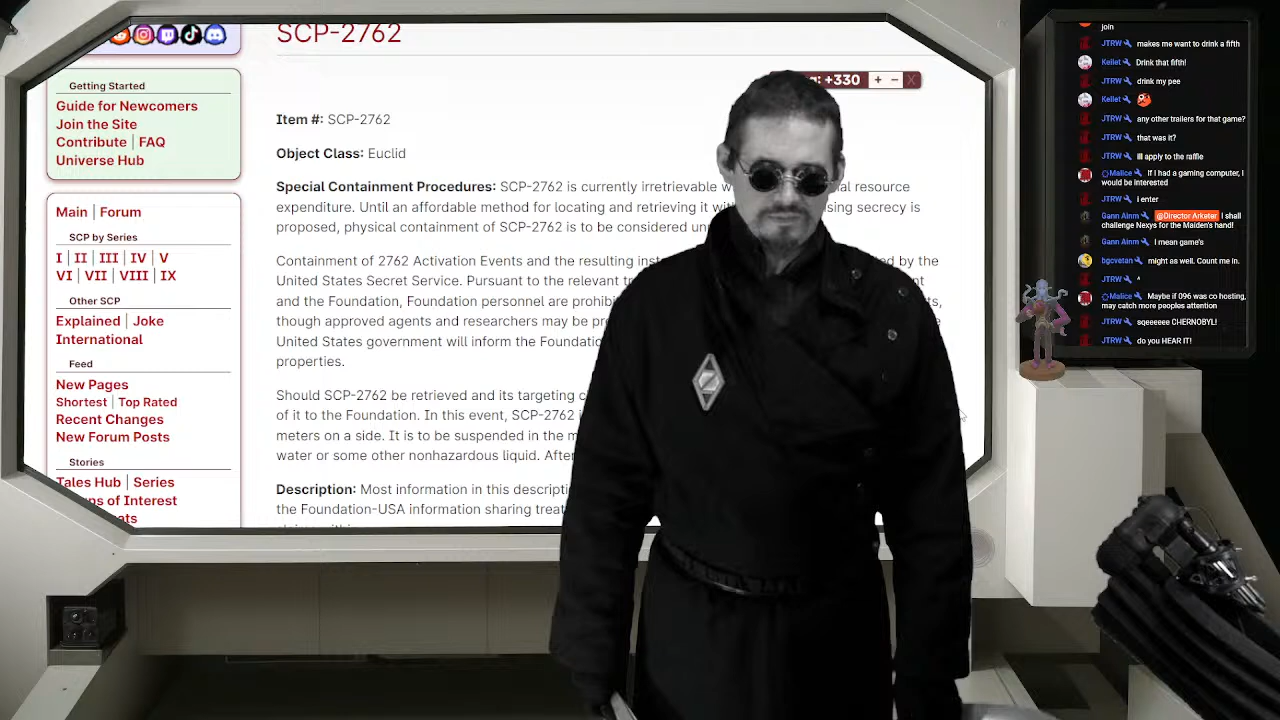 SCP-2762
+330 + − X
Getting Started
Guide for Newcomers
Join the Site
Contribute | FAQ
Universe Hub
Main | Forum
SCP by Series
I | II | III | IV | V
VI | VII | VIII | IX
Other SCP
Explained | Joke
International
Feed
New Pages
Shortest | Top Rated
Recent Changes
New Forum Posts
Stories
Tales Hub | Series
of Interest
Item #: SCP-2762
Object Class: Euclid
Special Containment Procedures: SCP-2762 is currently irretrievable resource
expenditure. Until an affordable method for locating and retrieving it secrecy is
proposed, physical containment of SCP-2762 is to be considered
Containment of 2762 Activation Events and the resulting by the
United States Secret Service. Pursuant to the relevant
and the Foundation, Foundation personnel are
though approved agents and researchers may be
United States government will inform the
properties.
Should SCP-2762 be retrieved and its targeting
of it to the Foundation. In this event, SCP-2762
meters on a side. It is to be suspended in the
water or some other nonhazardous liquid.
Description: Most information in this
the Foundation-USA information sharing
join
JTRW makes me want to drink a fifth
Kellet Drink that fifth!
JTRW drink my pee
Kellet
JTRW any other trailers for that game?
JTRW that was it?
JTRW ill apply to the raffle
Malice If I had a gaming computer, I
would be interested
JTRW i enter
Gann Ainm @Director Arketer I shall
challenge Nexys for the Maiden's hand!
Gann Ainm I mean game's
bgcvetan might as well. Count me in.
JTRW ^
Malice Maybe if 096 was co hosting,
may catch more peoples attention
JTRW sqeeeeee CHERNOBYL!
JTRW do you HEAR IT!